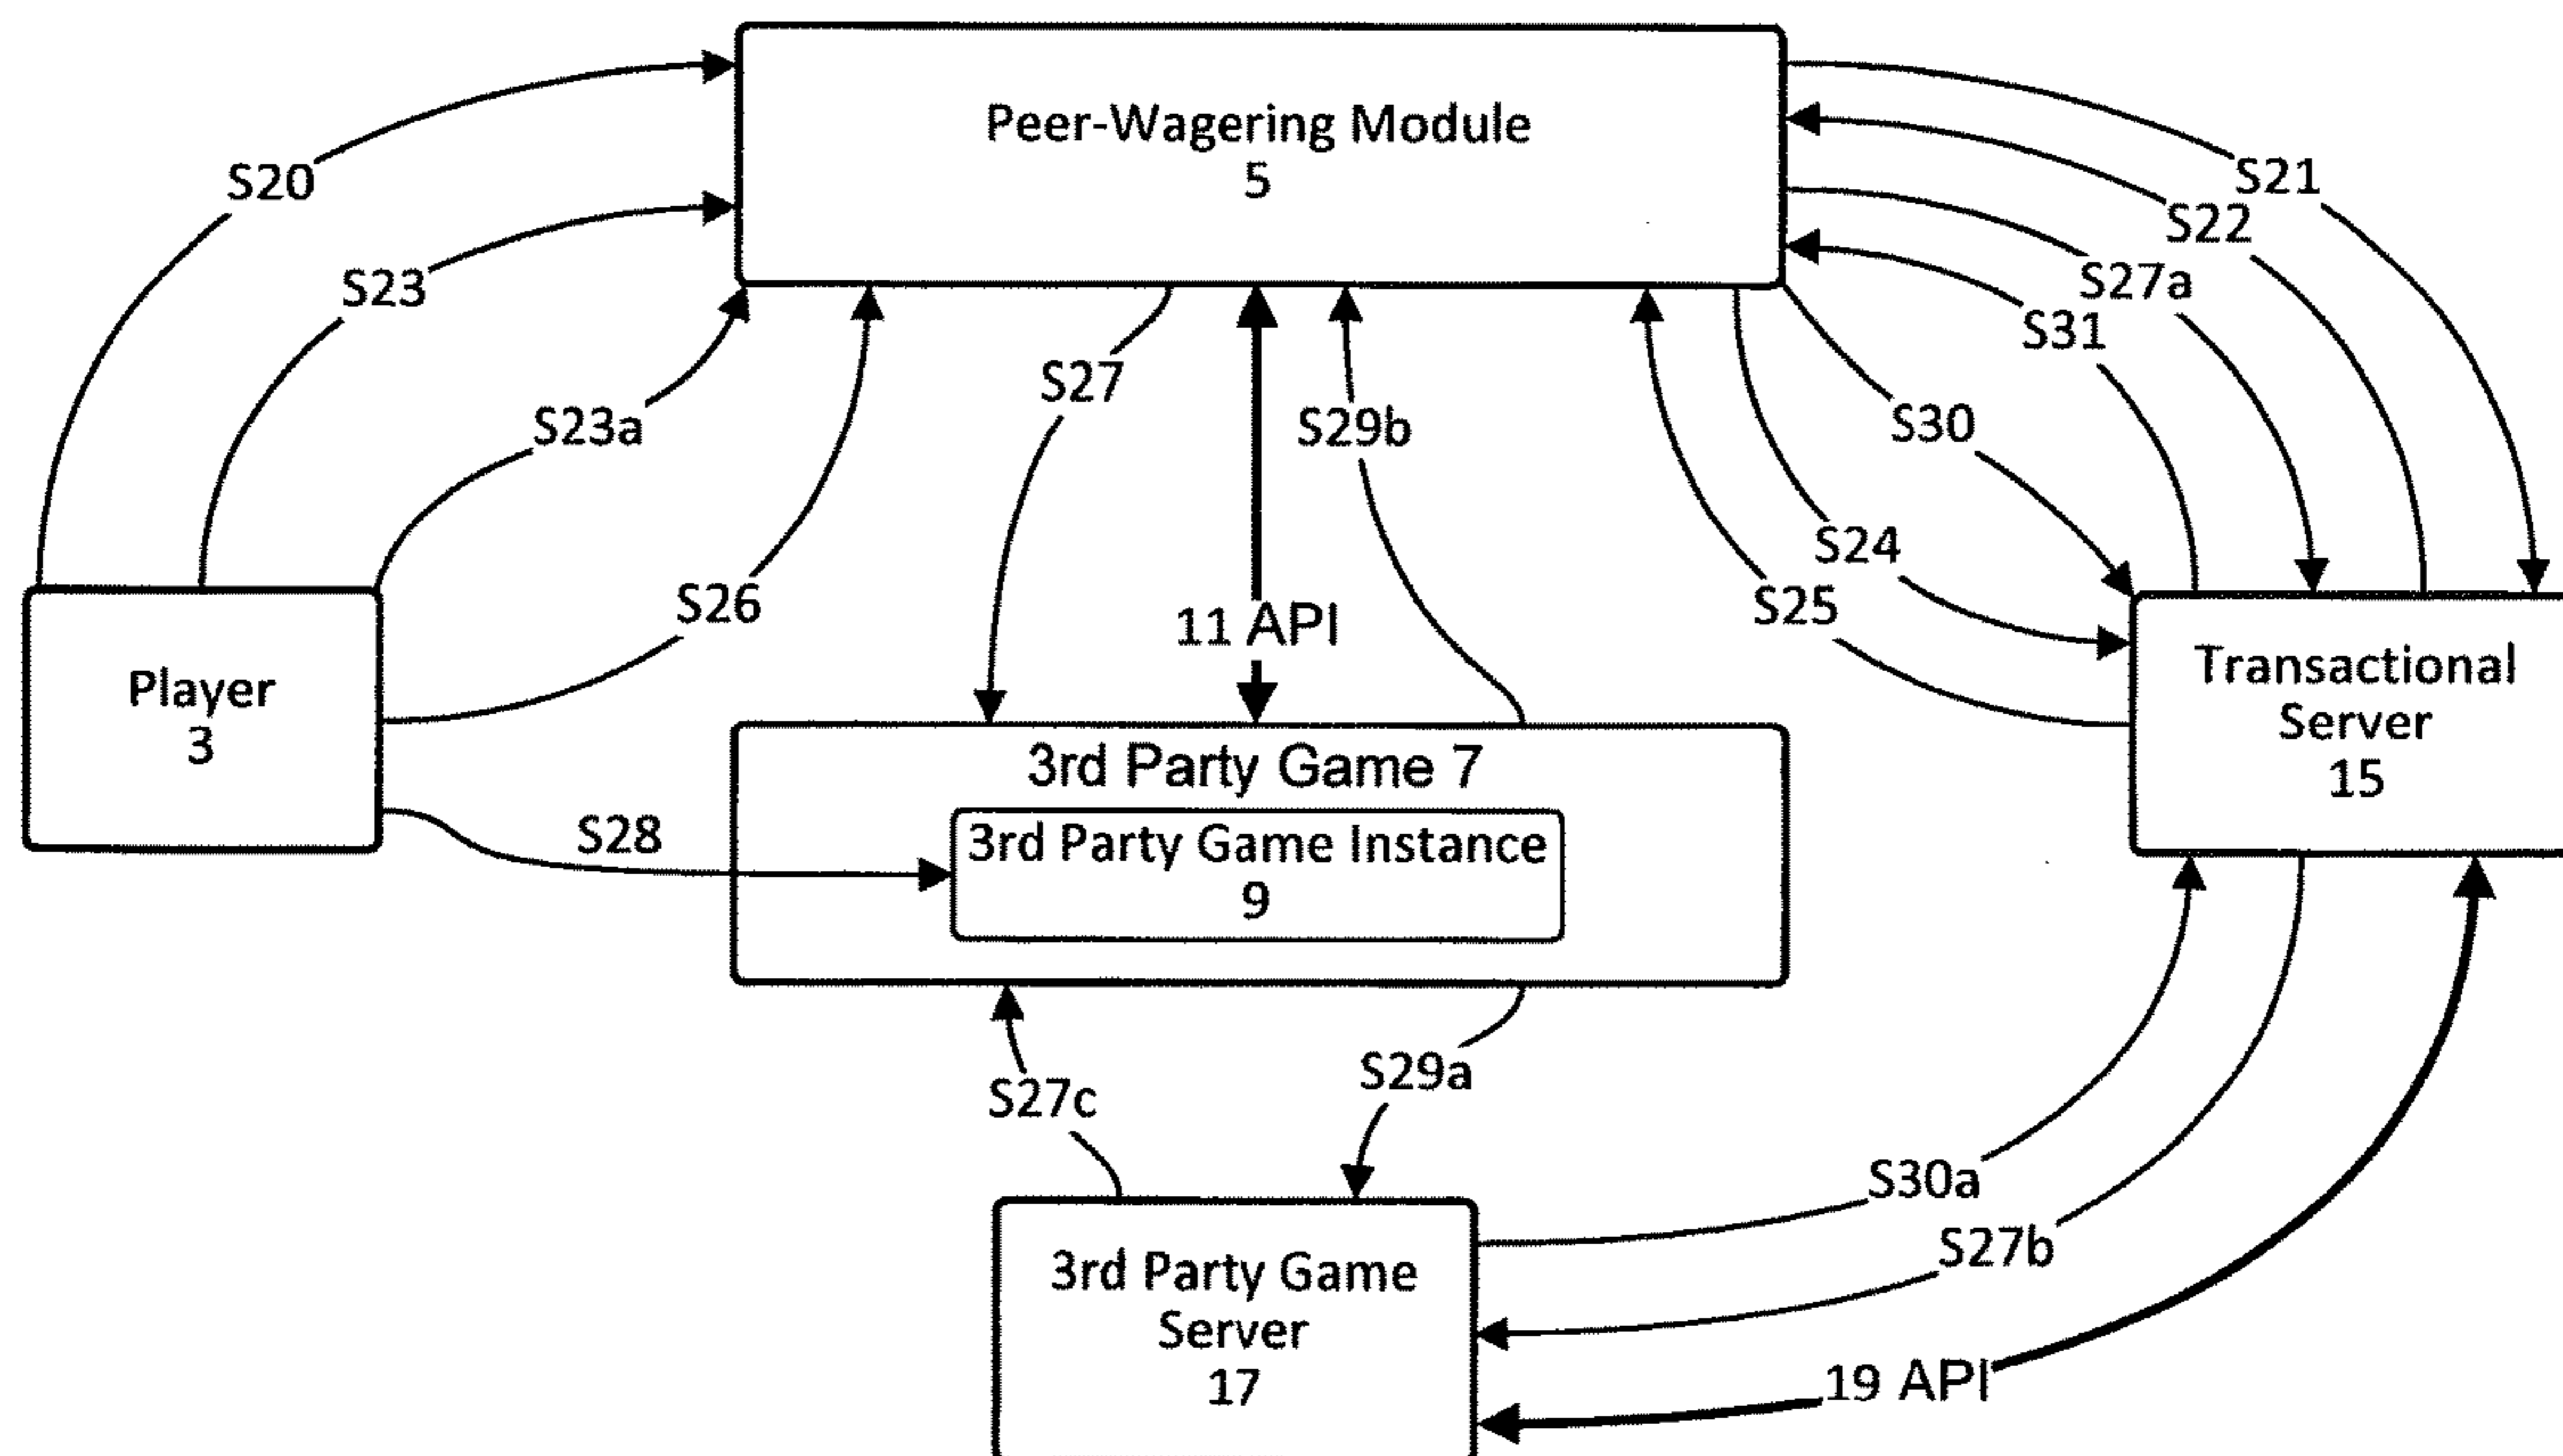 Peer-Wagering Module
5
S20
S21
S22
S23
S27a
S31
S27
S23a
S29b
S30
S24
S26
S25
11 API
Player
3
Transactional
Server
15
3rd Party Game 7
S28
3rd Party Game Instance
9
S27c
S29a
S30a
S27b
3rd Party Game
Server
17
19 API